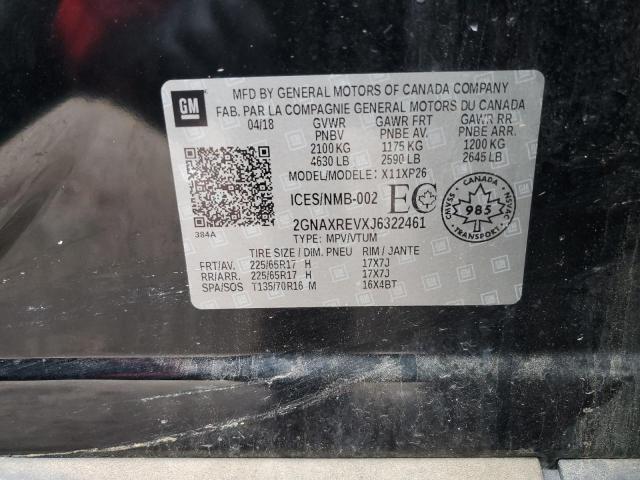 GM
MFD BY GENERAL MOTORS OF CANADA COMPANY
FAB. PAR LA COMPAGNIE GENERAL MOTORS DU CANADA
04/18 GVWR GAWR FRT GAWR RR
PNBV PNBE AV. PNBE ARR.
2100 KG 1175 KG 1200 KG
4630 LB 2590 LB 2645 LB
MODEL/MODELE: X11XP26
ICES/NMB-002 EC
CANADA
985
2GNAXREVXJ6322461
384A TYPE: MPV/VTUM
TIRE SIZE / DIM. PNEU RIM / JANTE
FRT/AV. 225/65R17 H 17X7J
RR/ARR. 225/65R17 H 17X7J
SPA/SOS T135/70R16 M 16X4BT